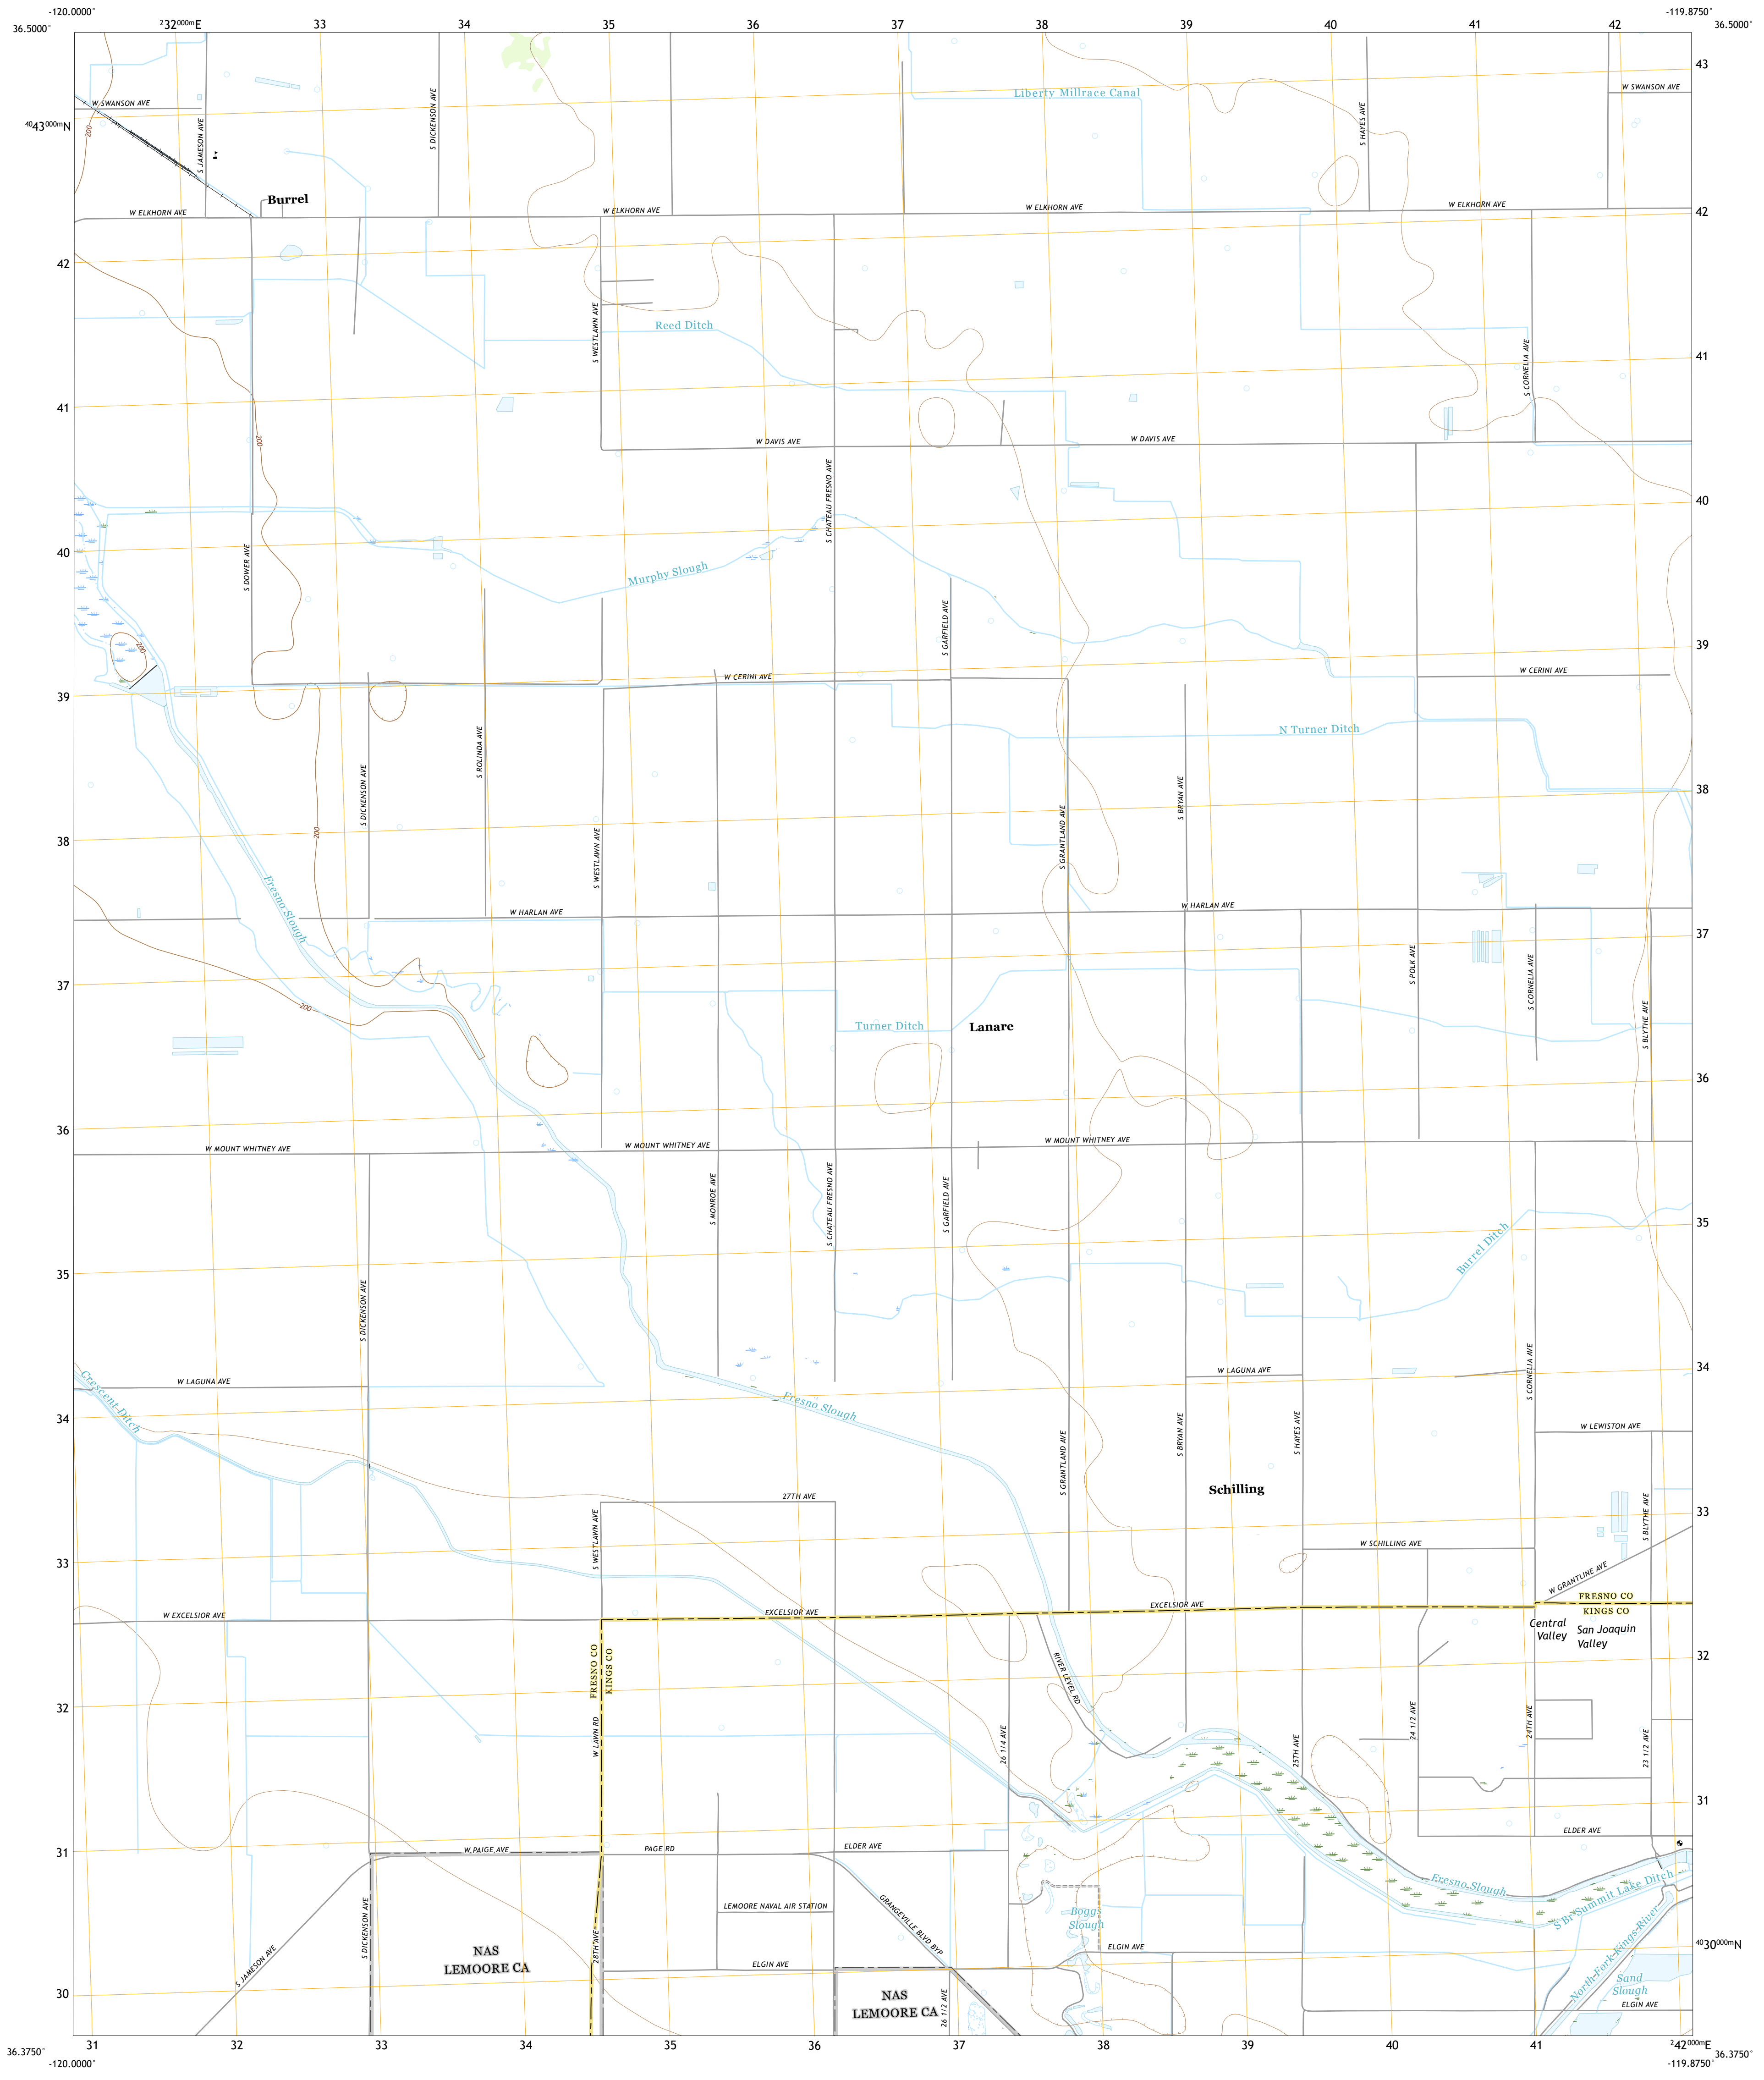 -120.0000°
-119.8750°
36.5000°
²32⁰⁰⁰ᵐE
33
34
35
36
37
38
39
40
41
42
36.5000°
43
W SWANSON AVE
W SWANSON AVE
Liberty Millrace Canal
200
⁴⁰43⁰⁰⁰ᵐN
S JAMESON AVE
S DICKENSON AVE
S HAYES AVE
Burrel
W ELKHORN AVE
W ELKHORN AVE
W ELKHORN AVE
W ELKHORN AVE
42
42
Reed Ditch
S WESTLAWN AVE
S CORNELIA AVE
41
41
200
W DAVIS AVE
W DAVIS AVE
S CHATEAU FRESNO AVE
40
40
S DOWER AVE
Murphy Slough
S GARFIELD AVE
200
39
W CERINI AVE
W CERINI AVE
39
N Turner Ditch
S ROLINDA AVE
S DICKENSON AVE
S BRYAN AVE
38
200
38
S WESTLAWN AVE
S GRANTLAND AVE
Fresno Slough
W HARLAN AVE
W HARLAN AVE
37
S POLK AVE
S CORNELIA AVE
37
200
S BLYTHE AVE
Turner Ditch
Lanare
36
36
W MOUNT WHITNEY AVE
W MOUNT WHITNEY AVE
W MOUNT WHITNEY AVE
S MONROE AVE
S CHATEAU FRESNO AVE
S GARFIELD AVE
35
Burrel Ditch
35
S DICKENSON AVE
34
W LAGUNA AVE
W LAGUNA AVE
S CORNELIA AVE
Crescent Ditch
Fresno Slough
34
W LEWISTON AVE
S GRANTLAND AVE
S BRYAN AVE
S HAYES AVE
Schilling
27TH AVE
33
S WESTLAWN AVE
S BLYTHE AVE
W SCHILLING AVE
33
W GRANTLINE AVE
FRESNO CO
KINGS CO
W EXCELSIOR AVE
EXCELSIOR AVE
EXCELSIOR AVE
Central
Valley
San Joaquin
Valley
FRESNO CO
KINGS CO
32
RIVER LEVEL RD
32
W LAWN RD
26 1/4 AVE
25TH AVE
24 1/2 AVE
24TH AVE
23 1/2 AVE
31
ELDER AVE
31
W PAIGE AVE
PAGE RD
ELDER AVE
Fresno Slough
S Br Summit Lake Ditch
LEMOORE NAVAL AIR STATION
GRANGEVILLE BLVD BYP
Boggs
Slough
North Fork Kings River
S DICKENSON AVE
28TH AVE
⁴⁰30⁰⁰⁰ᵐN
ELGIN AVE
NAS
LEMOORE CA
S JAMESON AVE
ELGIN AVE
Sand
Slough
30
NAS
LEMOORE CA
26 1/2 AVE
ELGIN AVE
31
32
33
34
35
36
37
38
39
40
41
²42⁰⁰⁰ᵐE
36.3750°
36.3750°
-120.0000°
-119.8750°